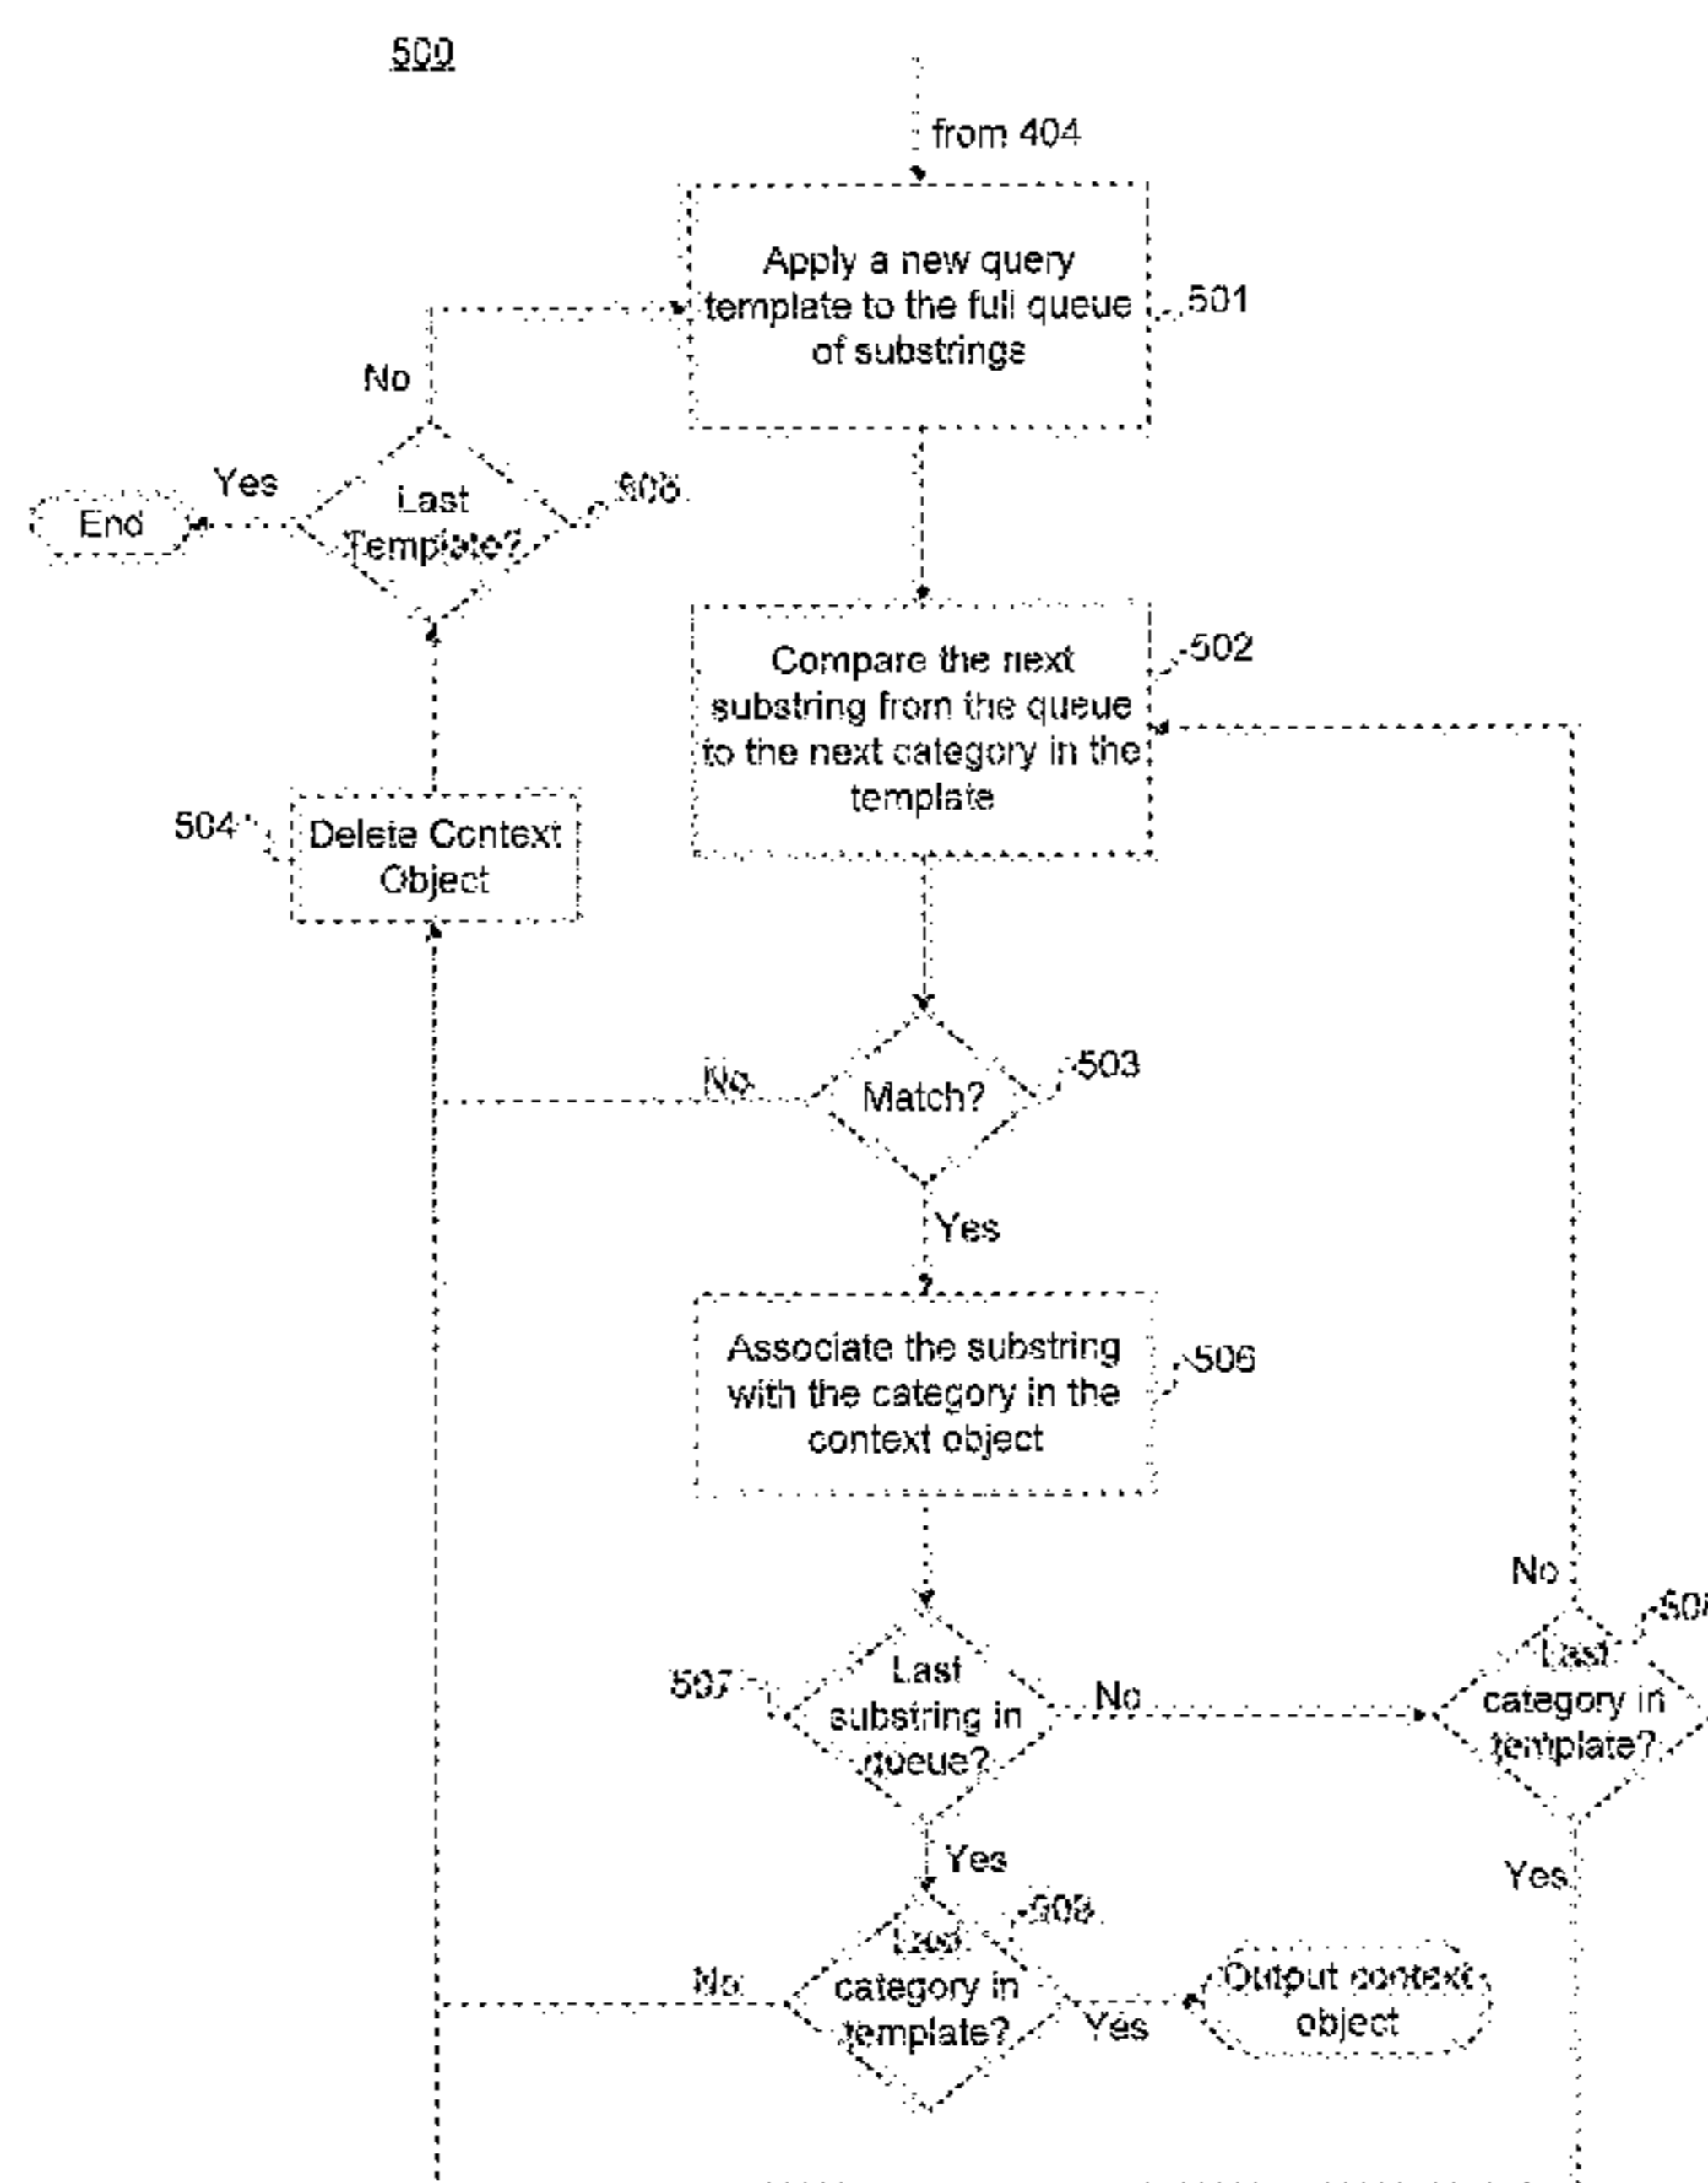 500
from 404
Apply a new query
template to the full queue
of substrings
501
No
Yes
End
Last
Template?
Compare the next
substring from the queue
to the next category in the
template
502
504
Delete Context
Object
No
Match?
503
Yes
Associate the substring
with the category in the
context object
506
No
Last
category in
template?
507
Last
substring in
queue?
No
Yes
Yes
Last
category in
template?
No
Yes
Output context
object